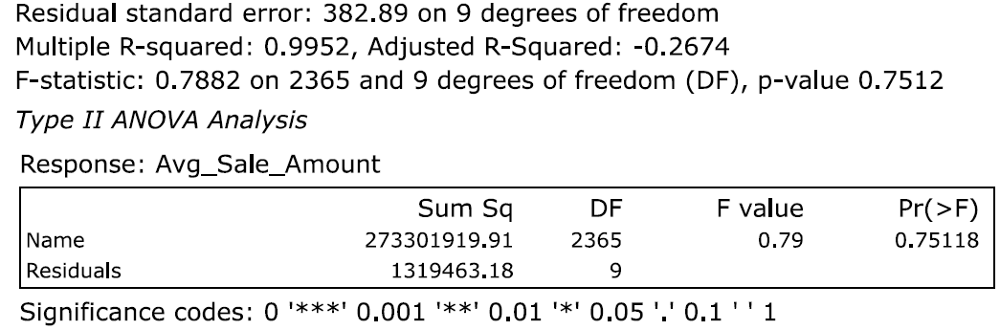 Residual standard error: 382.89 on 9 degrees of freedom
Multiple R-squared: 0.9952, Adjusted R-Squared: -0.2674
F-statistic: 0.7882 on 2365 and 9 degrees of freedom (DF), p-value 0.7512
Type II ANOVA Analysis
Response: Avg_Sale_Amount
Sum Sq DF F value Pr(>F)
Name 273301919.91 2365 0.79 0.75118
Residuals 1319463.18 9
Significance codes: 0 '***' 0.001 '**' 0.01 '*' 0.05 '.' 0.1 ' ' 1